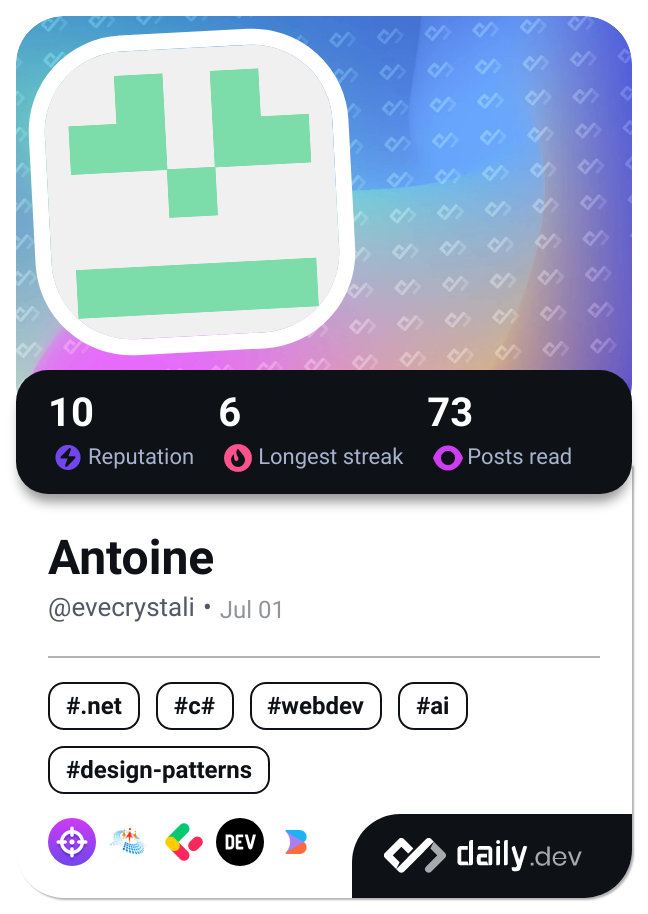 10 6 73
Reputation Longest streak Posts read
Antoine
@evecrystali • Jul 01
#.net #c# #webdev #ai
#design-patterns
DEV
daily.dev